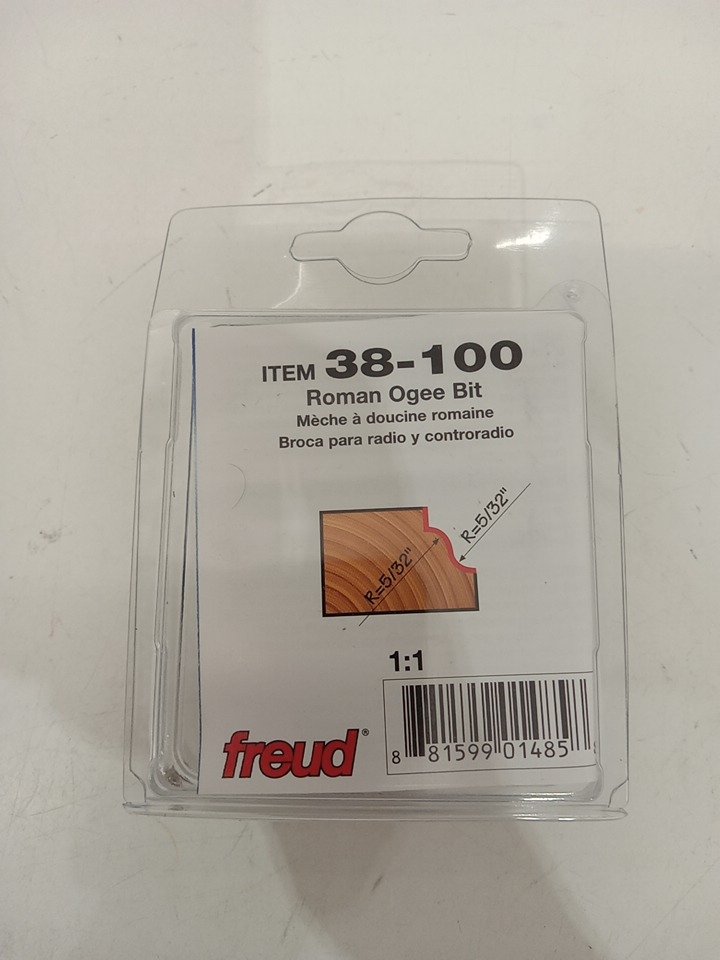 ITEM 38-100
Roman Ogee Bit
Mèche à doucine romaine
Broca para radio y controradio
R=5/32"
R=5/32"
1:1
freud®
8 81599 01485